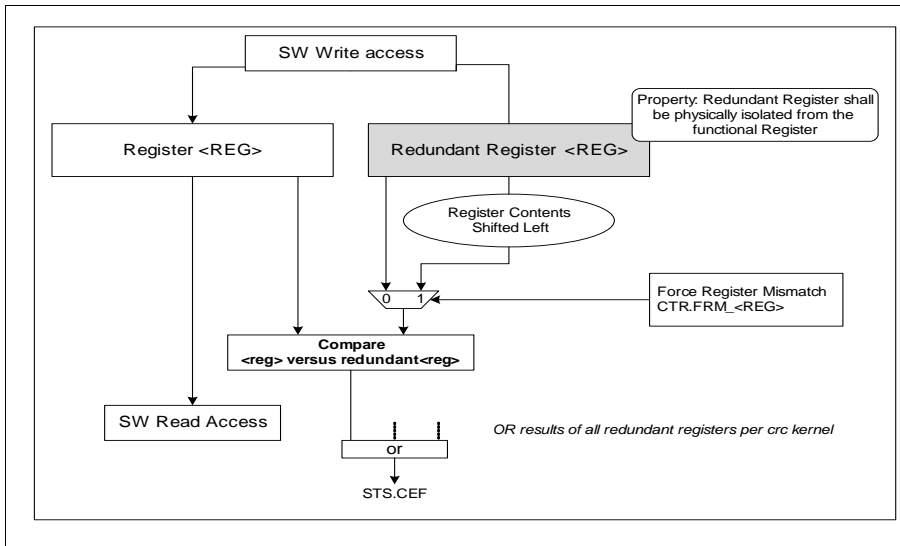 SW Write access
Property: Redundant Register shall
be physically isolated from the
functional Register
Register <REG>
Redundant Register <REG>
Register Contents
Shifted Left
0 1
Force Register Mismatch
CTR.FRM_<REG>
Compare
<reg> versus redundant<reg>
SW Read Access
OR results of all redundant registers per crc kernel
or
STS.CEF